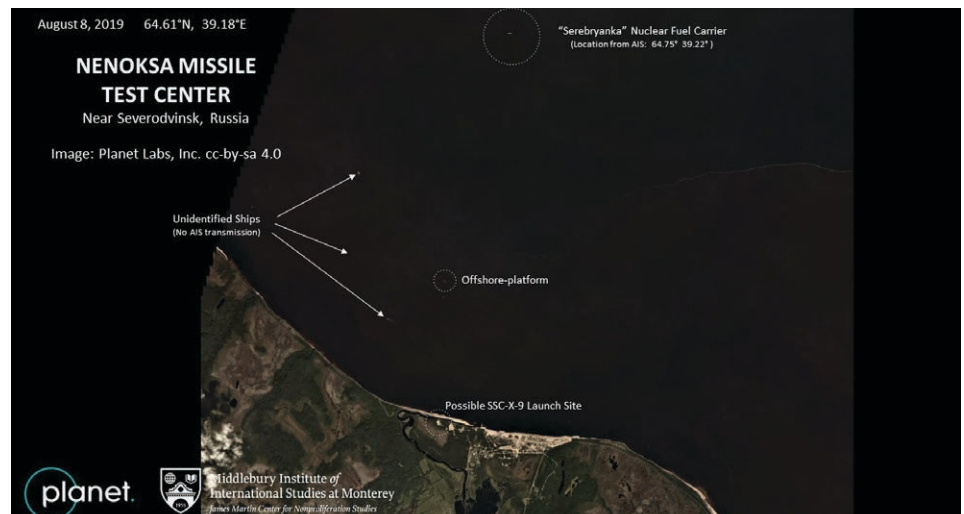 August 8, 2019 64.61°N, 39.18°E
NENOKSA MISSILE
TEST CENTER
Near Severodvinsk, Russia
Image: Planet Labs, Inc. cc-by-sa 4.0
"Serebryanka" Nuclear Fuel Carrier
(Location from AIS: 64.75° 39.22°)
Unidentified Ships
(No AIS transmission)
Offshore-platform
Possible SSC-X-9 Launch Site
planet.
1955
Middlebury Institute of
International Studies at Monterey
James Martin Center for Nonproliferation Studies